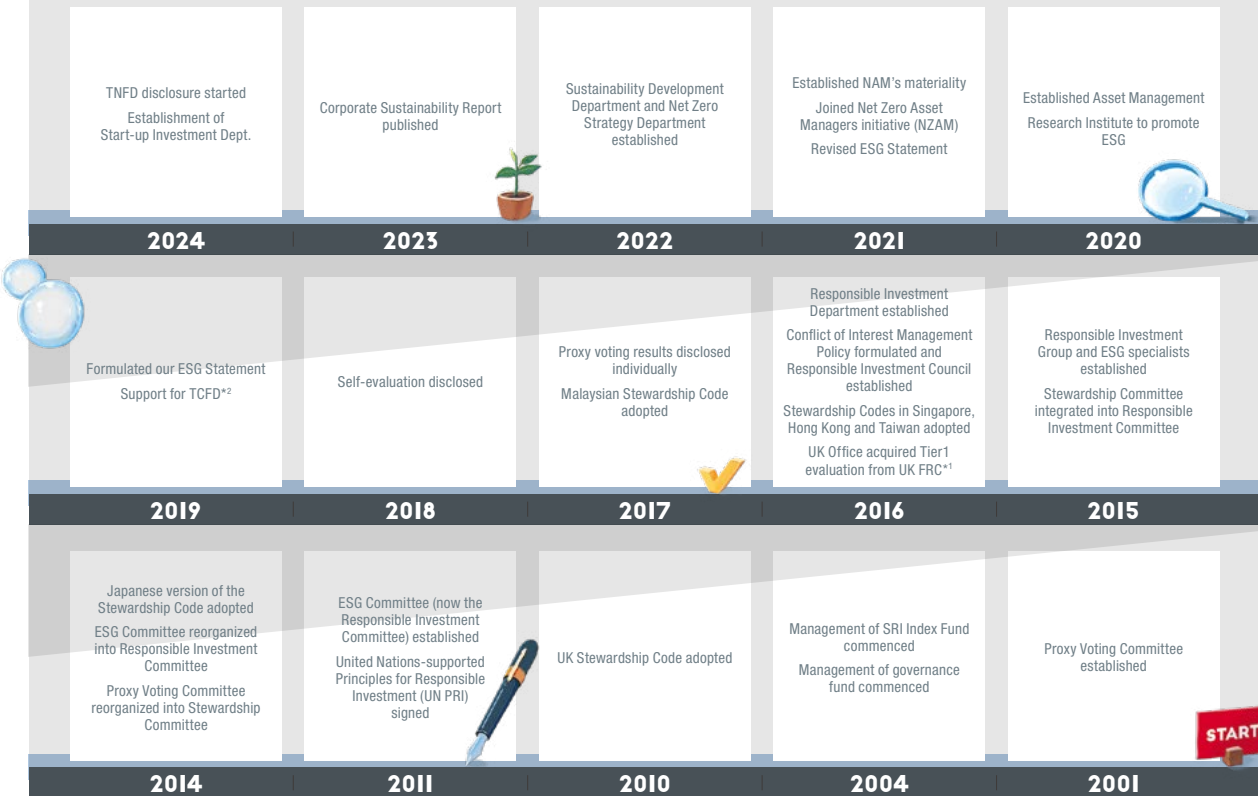 TNFD disclosure started
Establishment of
Start-up Investment Dept.
2024
Corporate Sustainability Report
published
2023
Sustainability Development
Department and Net Zero
Strategy Department
established
2022
Established NAM's materiality
Joined Net Zero Asset
Managers initiative (NZAM)
Revised ESG Statement
2021
Established Asset Management
Research Institute to promote
ESG
2020
Formulated our ESG Statement
Support for TCFD*2
2019
Self-evaluation disclosed
2018
Proxy voting results disclosed
individually
Malaysian Stewardship Code
adopted
2017
Responsible Investment
Department established
Conflict of Interest Management
Policy formulated and
Responsible Investment Council
established
Stewardship Codes in Singapore,
Hong Kong and Taiwan adopted
UK Office acquired Tier1
evaluation from UK FRC*1
2016
Responsible Investment
Group and ESG specialists
established
Stewardship Committee
integrated into Responsible
Investment Committee
2015
Japanese version of the
Stewardship Code adopted
ESG Committee reorganized
into Responsible Investment
Committee
Proxy Voting Committee
reorganized into Stewardship
Committee
2014
ESG Committee (now the
Responsible Investment
Committee) established
United Nations-supported
Principles for Responsible
Investment (UN PRI)
signed
2011
UK Stewardship Code adopted
2010
Management of SRI Index Fund
commenced
Management of governance
fund commenced
2004
Proxy Voting Committee
established
2001
START